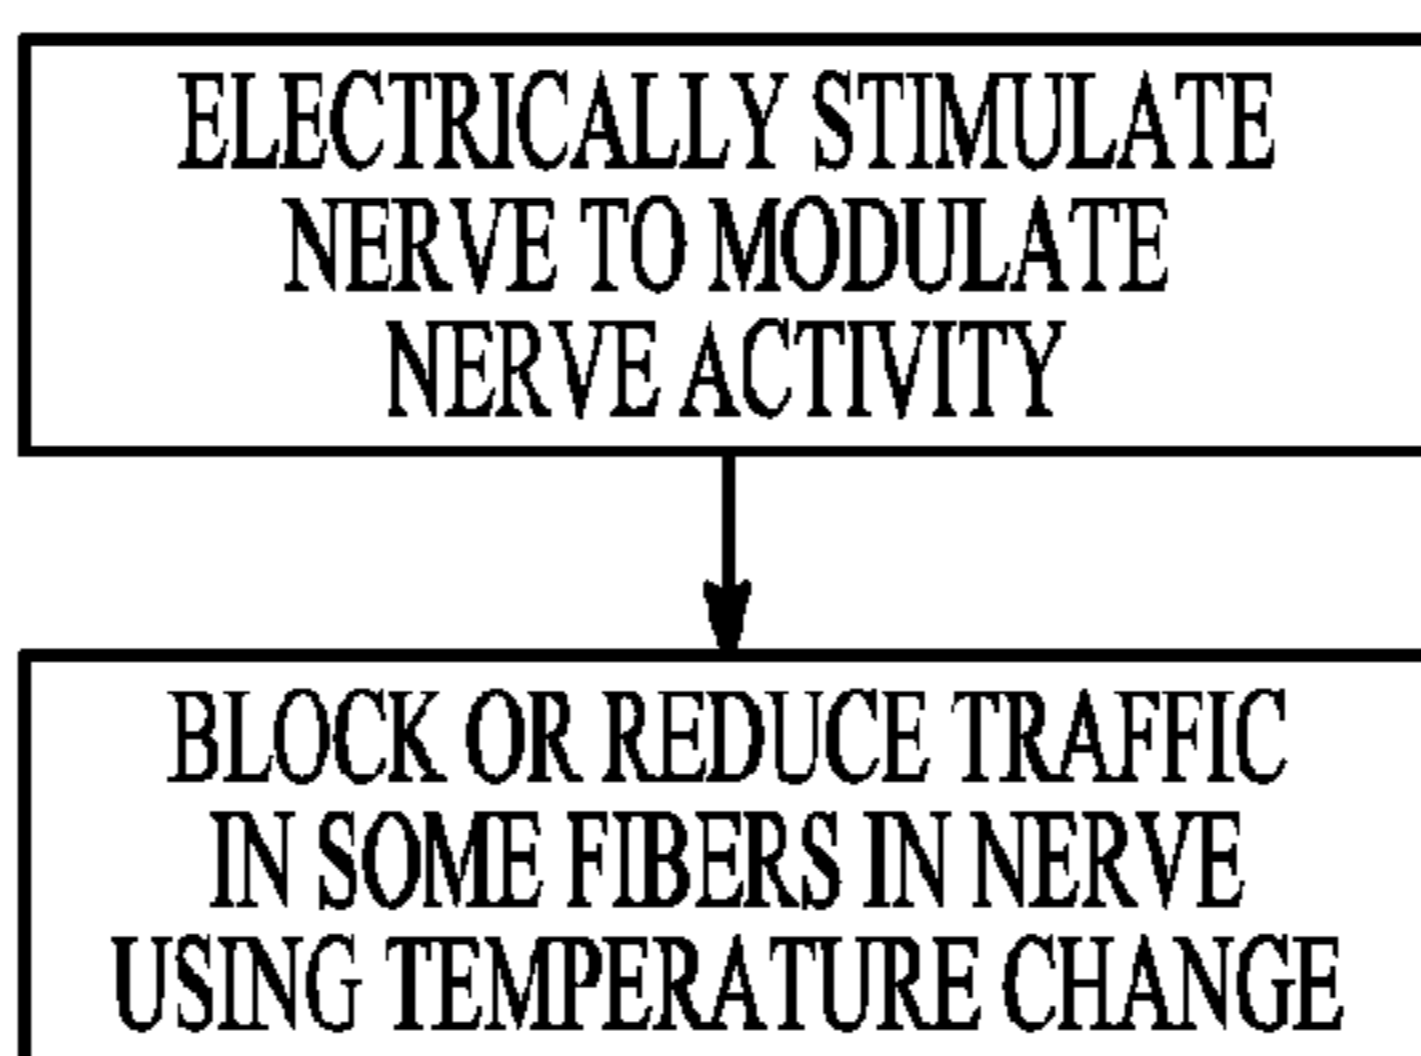 ELECTRICALLY STIMULATE
NERVE TO MODULATE
NERVE ACTIVITY
BLOCK OR REDUCE TRAFFIC
IN SOME FIBERS IN NERVE
USING TEMPERATURE CHANGE